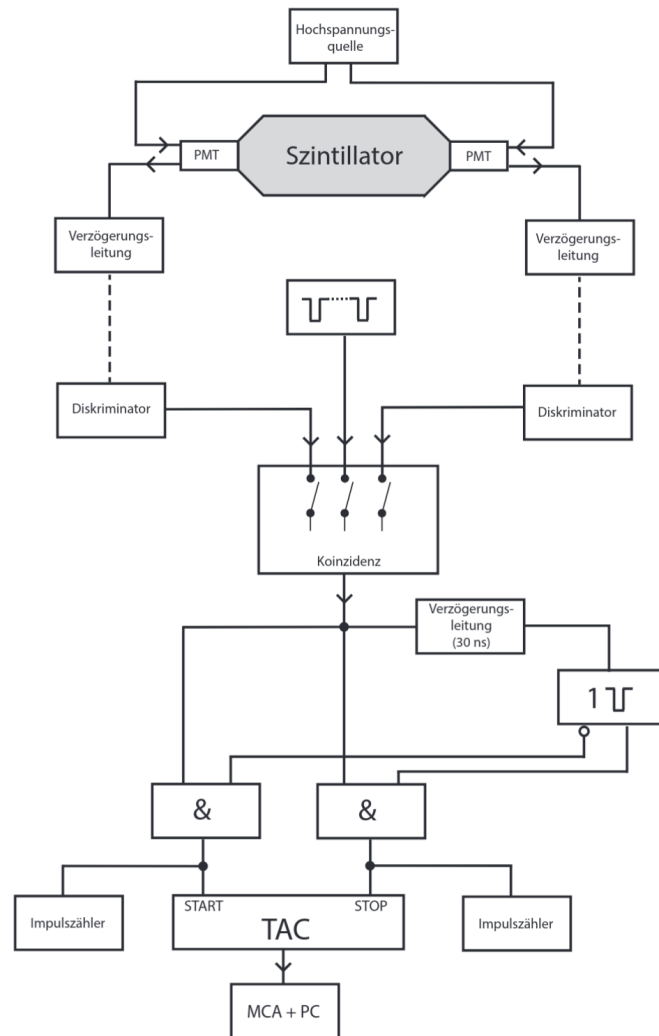 Hochspannungs-
quelle
PMT
Szintillator
PMT
Verzögerungs-
leitung
Verzögerungs-
leitung
Diskriminator
Diskriminator
Koinzidenz
Verzögerungs-
leitung
(30 ns)
1
&
&
START
STOP
TAC
Impulszähler
Impulszähler
MCA + PC